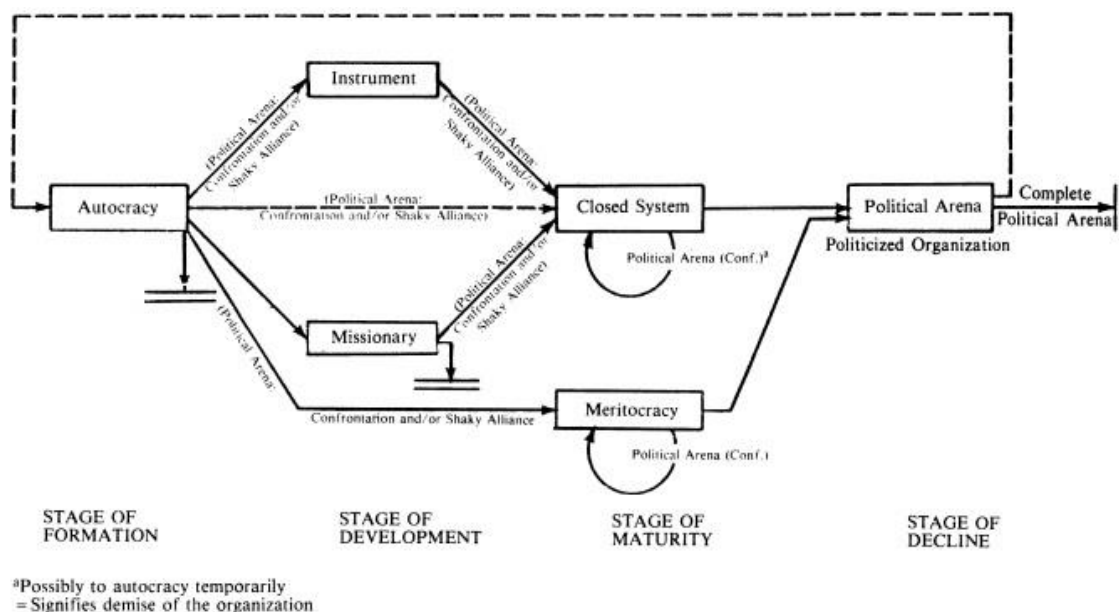 Instrument
(Political Arena:
Confrontation and/or
Shaky Alliance)
(Political Arena:
Confrontation and/or
Shaky Alliance)
Autocracy
(Political Arena:
Confrontation and/or Shaky Alliance)
Closed System
Political Arena
Complete
Political Arena
Politicized Organization
Political Arena (Conf.)ᵃ
(Political Arena:
Confrontation and/or
Shaky Alliance)
Missionary
(Political Arena:
Confrontation and/or Shaky Alliance
Meritocracy
Political Arena (Conf.)
STAGE OF
FORMATION
STAGE OF
DEVELOPMENT
STAGE OF
MATURITY
STAGE OF
DECLINE
ᵃPossibly to autocracy temporarily
= Signifies demise of the organization